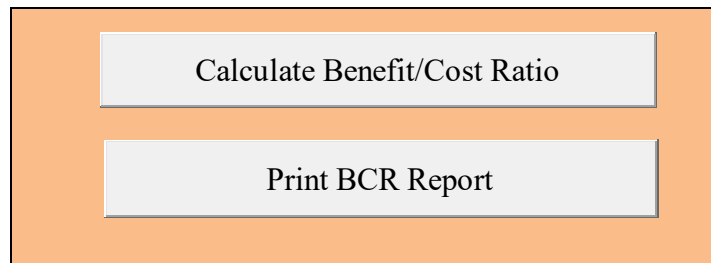 Calculate Benefit/Cost Ratio
Print BCR Report